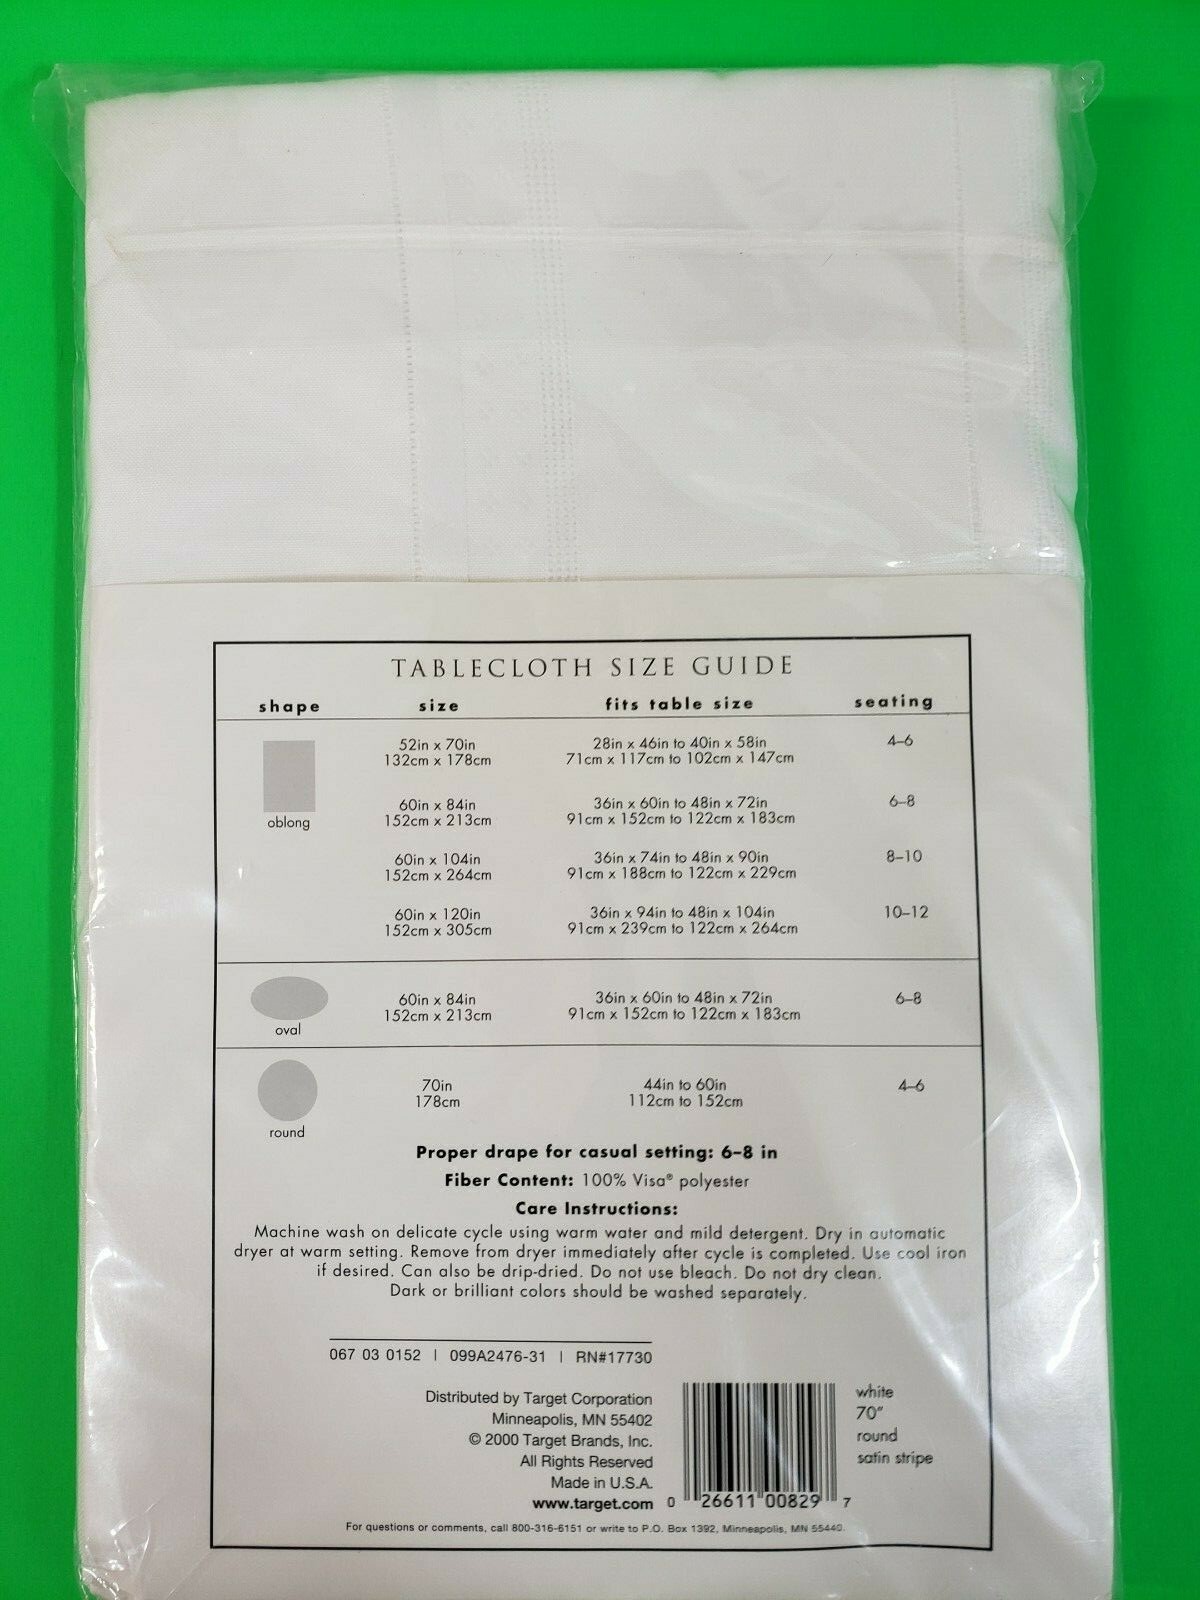 TABLECLOTH SIZE GUIDE
shape size fits table size seating
52in x 70in 28in x 46in to 40in x 58in 4–6
132cm x 178cm 71cm x 117cm to 102cm x 147cm
60in x 84in 36in x 60in to 48in x 72in 6–8
oblong 152cm x 213cm 91cm x 152cm to 122cm x 183cm
60in x 104in 36in x 74in to 48in x 90in 8–10
152cm x 264cm 91cm x 188cm to 122cm x 229cm
60in x 120in 36in x 94in to 48in x 104in 10–12
152cm x 305cm 91cm x 239cm to 122cm x 264cm
60in x 84in 36in x 60in to 48in x 72in 6–8
152cm x 213cm 91cm x 152cm to 122cm x 183cm
oval
70in 44in to 60in 4–6
178cm 112cm to 152cm
round
Proper drape for casual setting: 6–8 in
Fiber Content: 100% Visa® polyester
Care Instructions:
Machine wash on delicate cycle using warm water and mild detergent. Dry in automatic
dryer at warm setting. Remove from dryer immediately after cycle is completed. Use cool iron
if desired. Can also be drip-dried. Do not use bleach. Do not dry clean.
Dark or brilliant colors should be washed separately.
067 03 0152 | 099A2476-31 | RN#17730
Distributed by Target Corporation
Minneapolis, MN 55402
© 2000 Target Brands, Inc.
All Rights Reserved
Made in U.S.A.
www.target.com
0 26611 00829 7
white
70"
round
satin stripe
For questions or comments, call 800-316-6151 or write to P.O. Box 1392, Minneapolis, MN 55440.